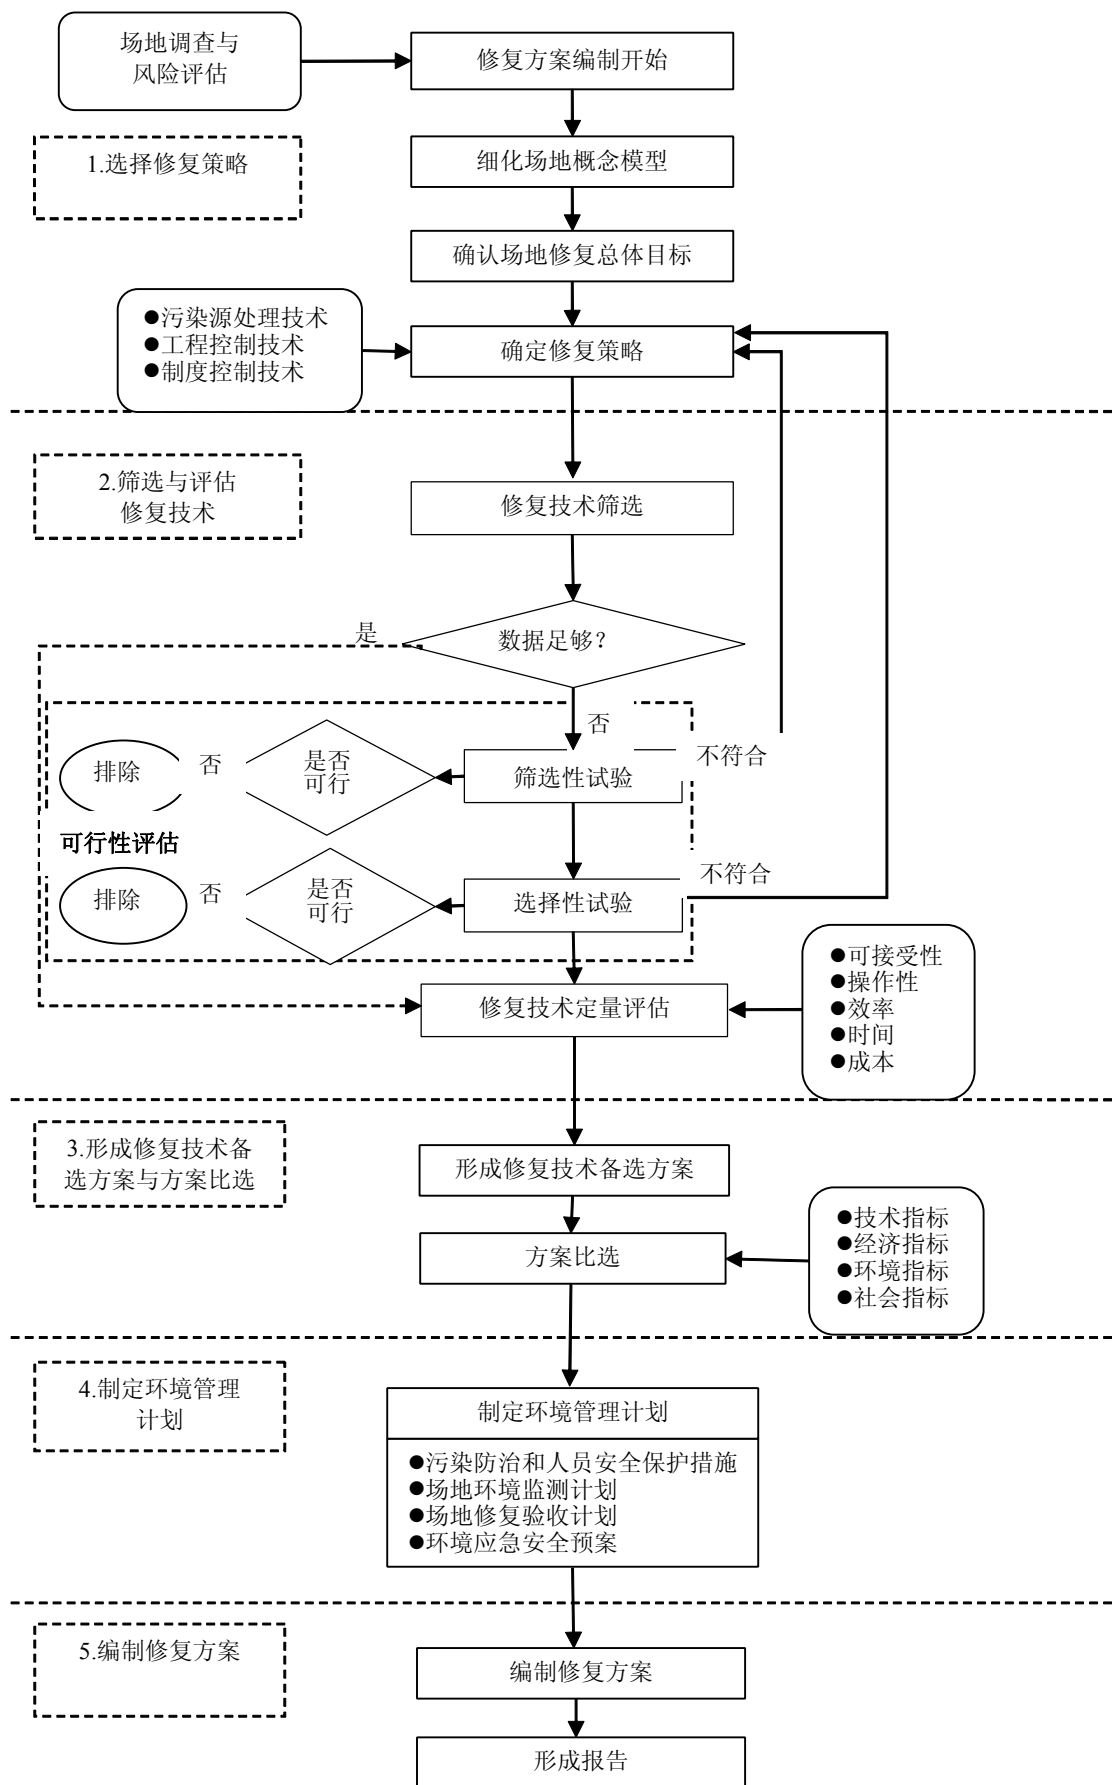 场地调查与
风险评估
修复方案编制开始
1.选择修复策略
细化场地概念模型
确认场地修复总体目标
●污染源处理技术
●工程控制技术
●制度控制技术
确定修复策略
2.筛选与评估
修复技术
修复技术筛选
是
数据足够？
否
不符合
排除
否
是否
可行
筛选性试验
可行性评估
不符合
排除
否
是否
可行
选择性试验
●可接受性
●操作性
●效率
●时间
●成本
修复技术定量评估
3.形成修复技术备
选方案与方案比选
形成修复技术备选方案
●技术指标
●经济指标
●环境指标
●社会指标
方案比选
4.制定环境管理
计划
制定环境管理计划
●污染防治和人员安全保护措施
●场地环境监测计划
●场地修复验收计划
●环境应急安全预案
5.编制修复方案
编制修复方案
形成报告